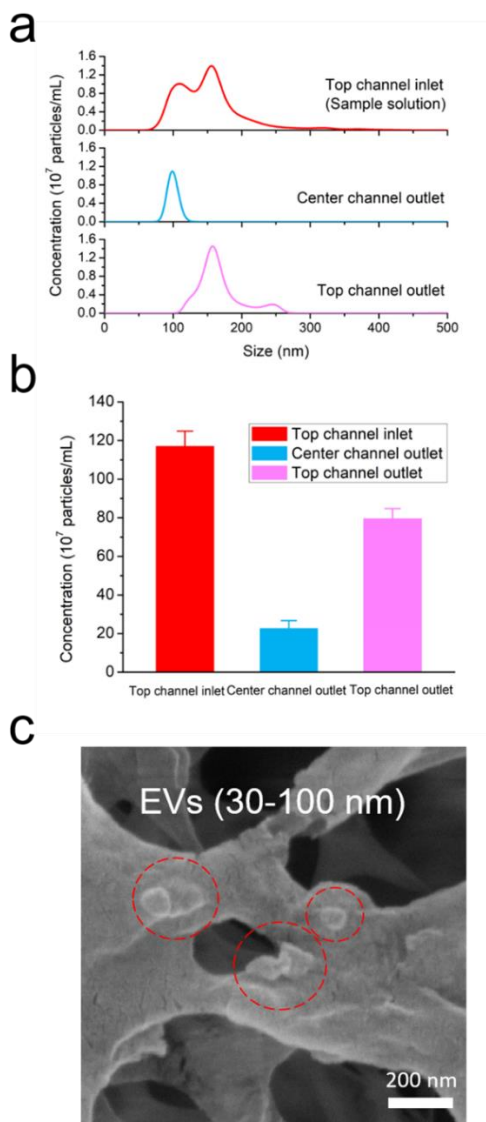 a
1.6
1.2
0.8
0.4
0.0
Top channel inlet
(Sample solution)
1.6
1.2
0.8
0.4
0.0
Center channel outlet
1.6
1.2
0.8
0.4
0.0
Top channel outlet
Concentration (10⁷ particles/mL)
0 100 200 300 400 500
Size (nm)
b
140
120
100
80
60
40
20
0
Concentration (10⁷ particles/mL)
Top channel inlet
Center channel outlet
Top channel outlet
Top channel inlet Center channel outlet Top channel outlet
c
EVs (30-100 nm)
200 nm